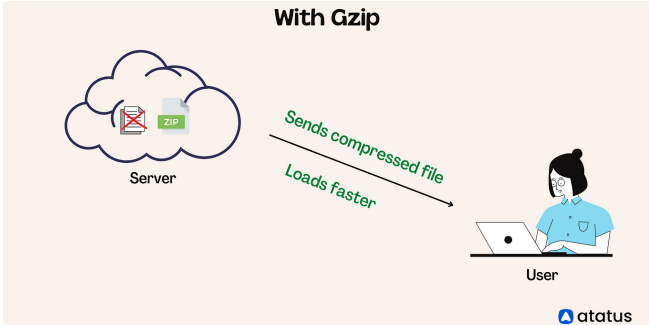 With Gzip
ZIP
Server
Sends compressed file
Loads faster
User
atatus